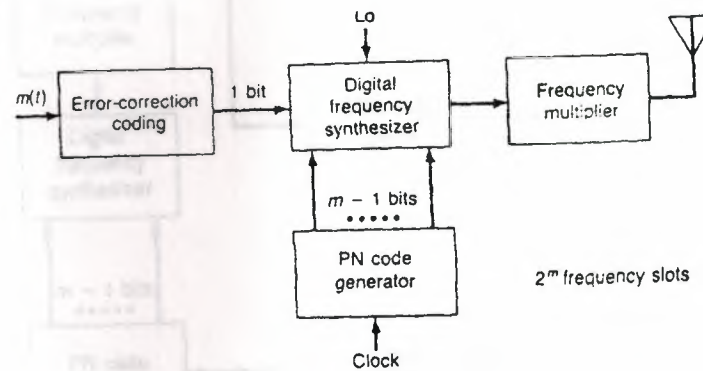 Lo
m(t)
Error-correction
coding
1 bit
Digital
frequency
synthesizer
Frequency
multiplier
m − 1 bits
PN code
generator
2^m frequency slots
Clock